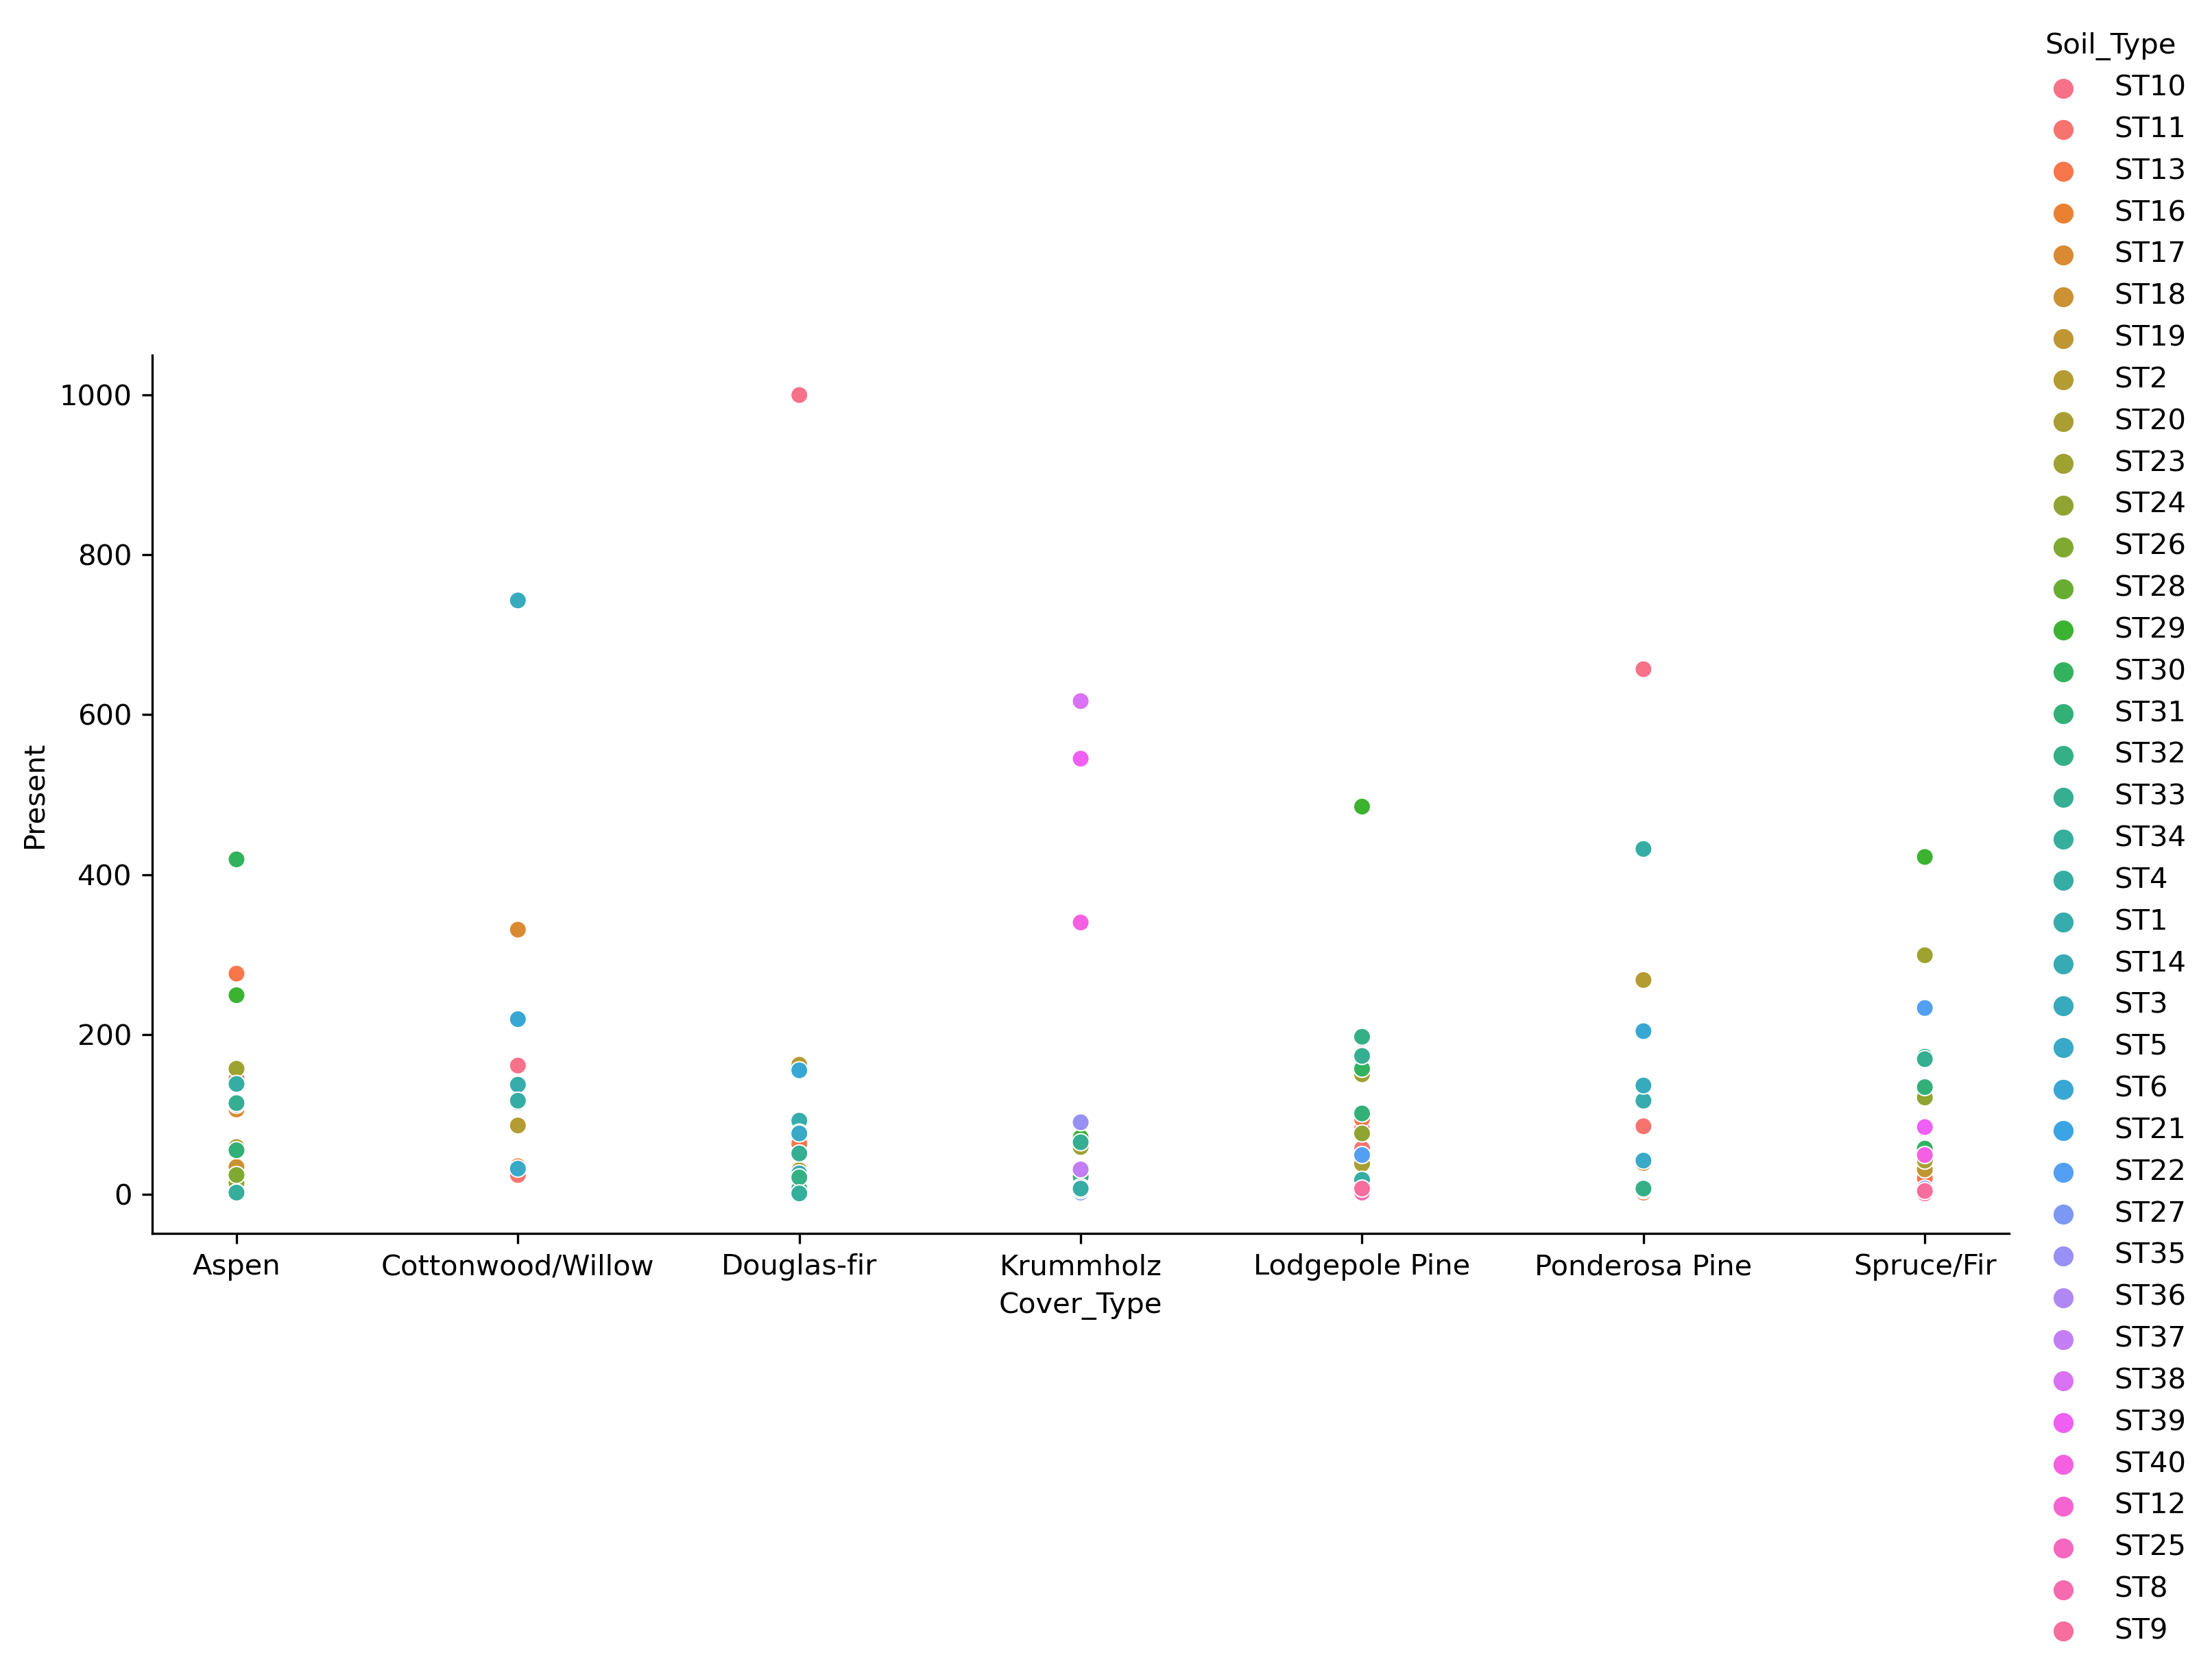 Soil_Type
ST10
ST11
ST13
ST16
ST17
ST18
ST19
ST2
ST20
ST23
ST24
ST26
ST28
ST29
ST30
ST31
ST32
ST33
ST34
ST4
ST1
ST14
ST3
ST5
ST6
ST21
ST22
ST27
ST35
ST36
ST37
ST38
ST39
ST40
ST12
ST25
ST8
ST9
1000
800
600
400
200
0
Present
Aspen Cottonwood/Willow Douglas-fir Krummholz Lodgepole Pine Ponderosa Pine Spruce/Fir
Cover_Type